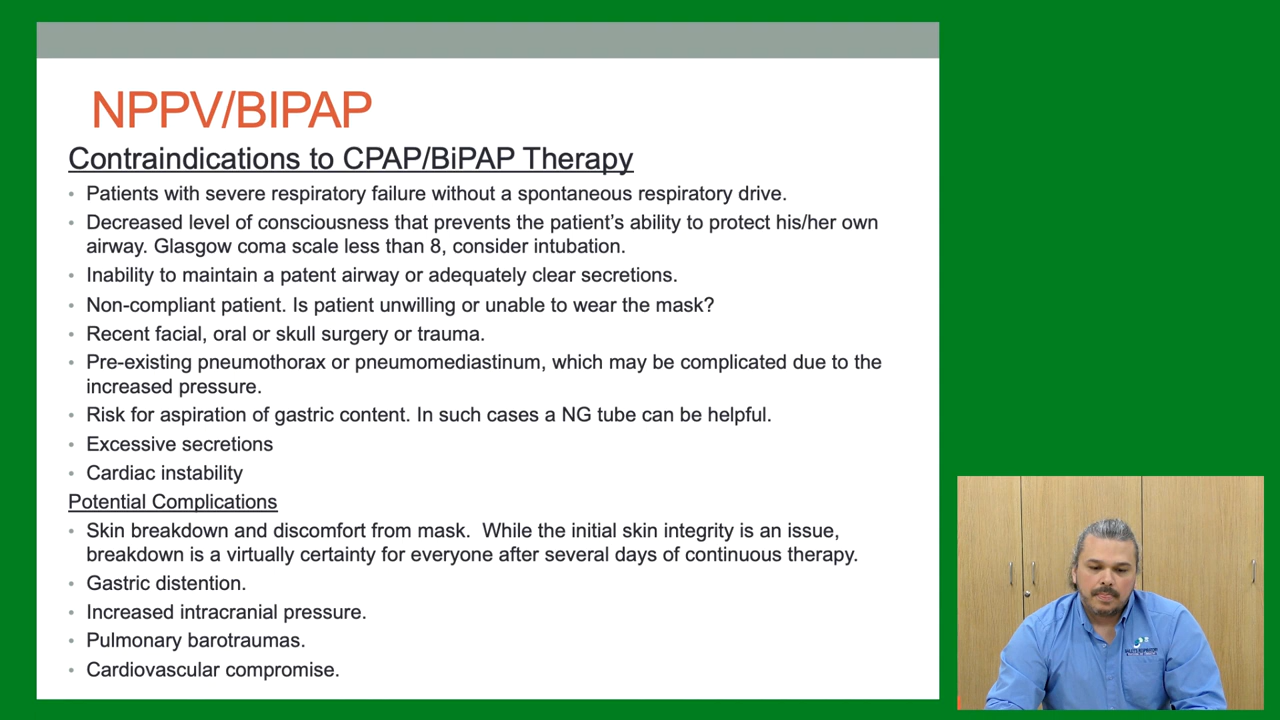 NPPV/BIPAP
Contraindications to CPAP/BiPAP Therapy
• Patients with severe respiratory failure without a spontaneous respiratory drive.
• Decreased level of consciousness that prevents the patient's ability to protect his/her own
airway. Glasgow coma scale less than 8, consider intubation.
• Inability to maintain a patent airway or adequately clear secretions.
• Non-compliant patient. Is patient unwilling or unable to wear the mask?
• Recent facial, oral or skull surgery or trauma.
• Pre-existing pneumothorax or pneumomediastinum, which may be complicated due to the
increased pressure.
• Risk for aspiration of gastric content. In such cases a NG tube can be helpful.
• Excessive secretions
• Cardiac instability
Potential Complications
• Skin breakdown and discomfort from mask.  While the initial skin integrity is an issue,
breakdown is a virtually certainty for everyone after several days of continuous therapy.
• Gastric distention.
• Increased intracranial pressure.
• Pulmonary barotraumas.
• Cardiovascular compromise.